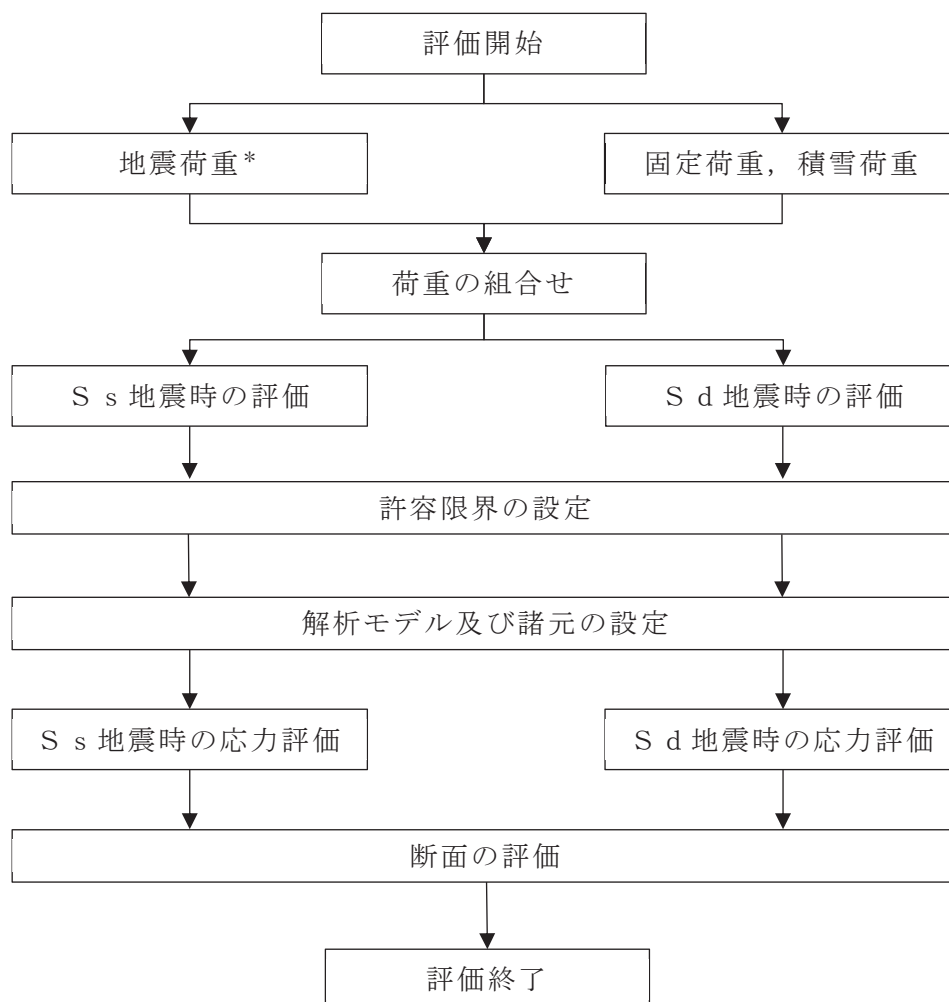 評価開始
地震荷重*
固定荷重，積雪荷重
荷重の組合せ
Ｓｓ地震時の評価
Ｓｄ地震時の評価
許容限界の設定
解析モデル及び諸元の設定
Ｓｓ地震時の応力評価
Ｓｄ地震時の応力評価
断面の評価
評価終了